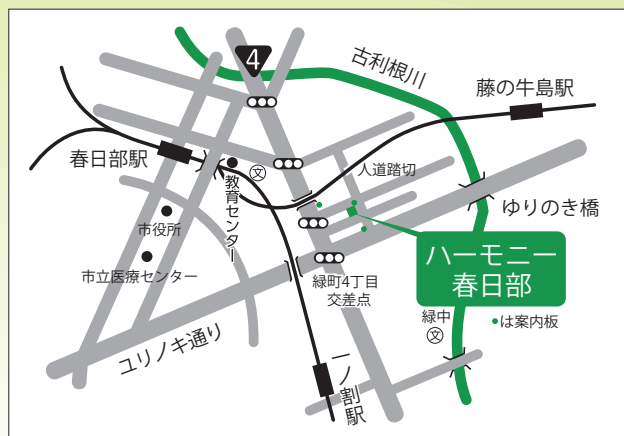 4
古利根川
藤の牛島駅
春日部駅
文
人道踏切
教育センター
ゆりのき橋
市役所
市立医療センター
ハーモニー
春日部
緑町4丁目
交差点
緑中
文
●は案内板
ユリノキ通り
一ノ割駅